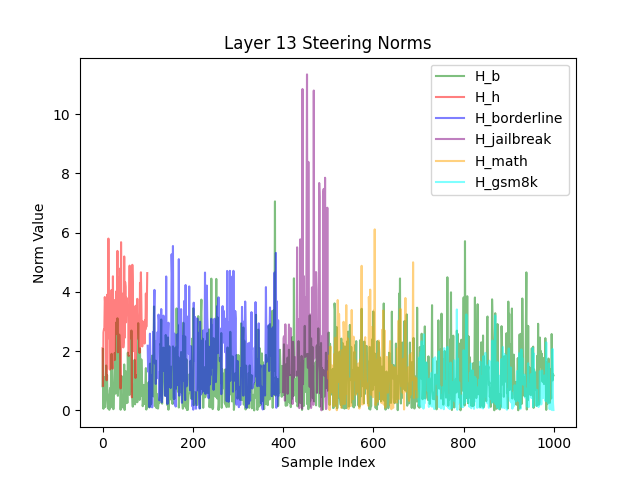 Layer 13 Steering Norms
H_b
H_h
H_borderline
H_jailbreak
H_math
H_gsm8k
Norm Value
10
8
6
4
2
0
0 200 400 600 800 1000
Sample Index